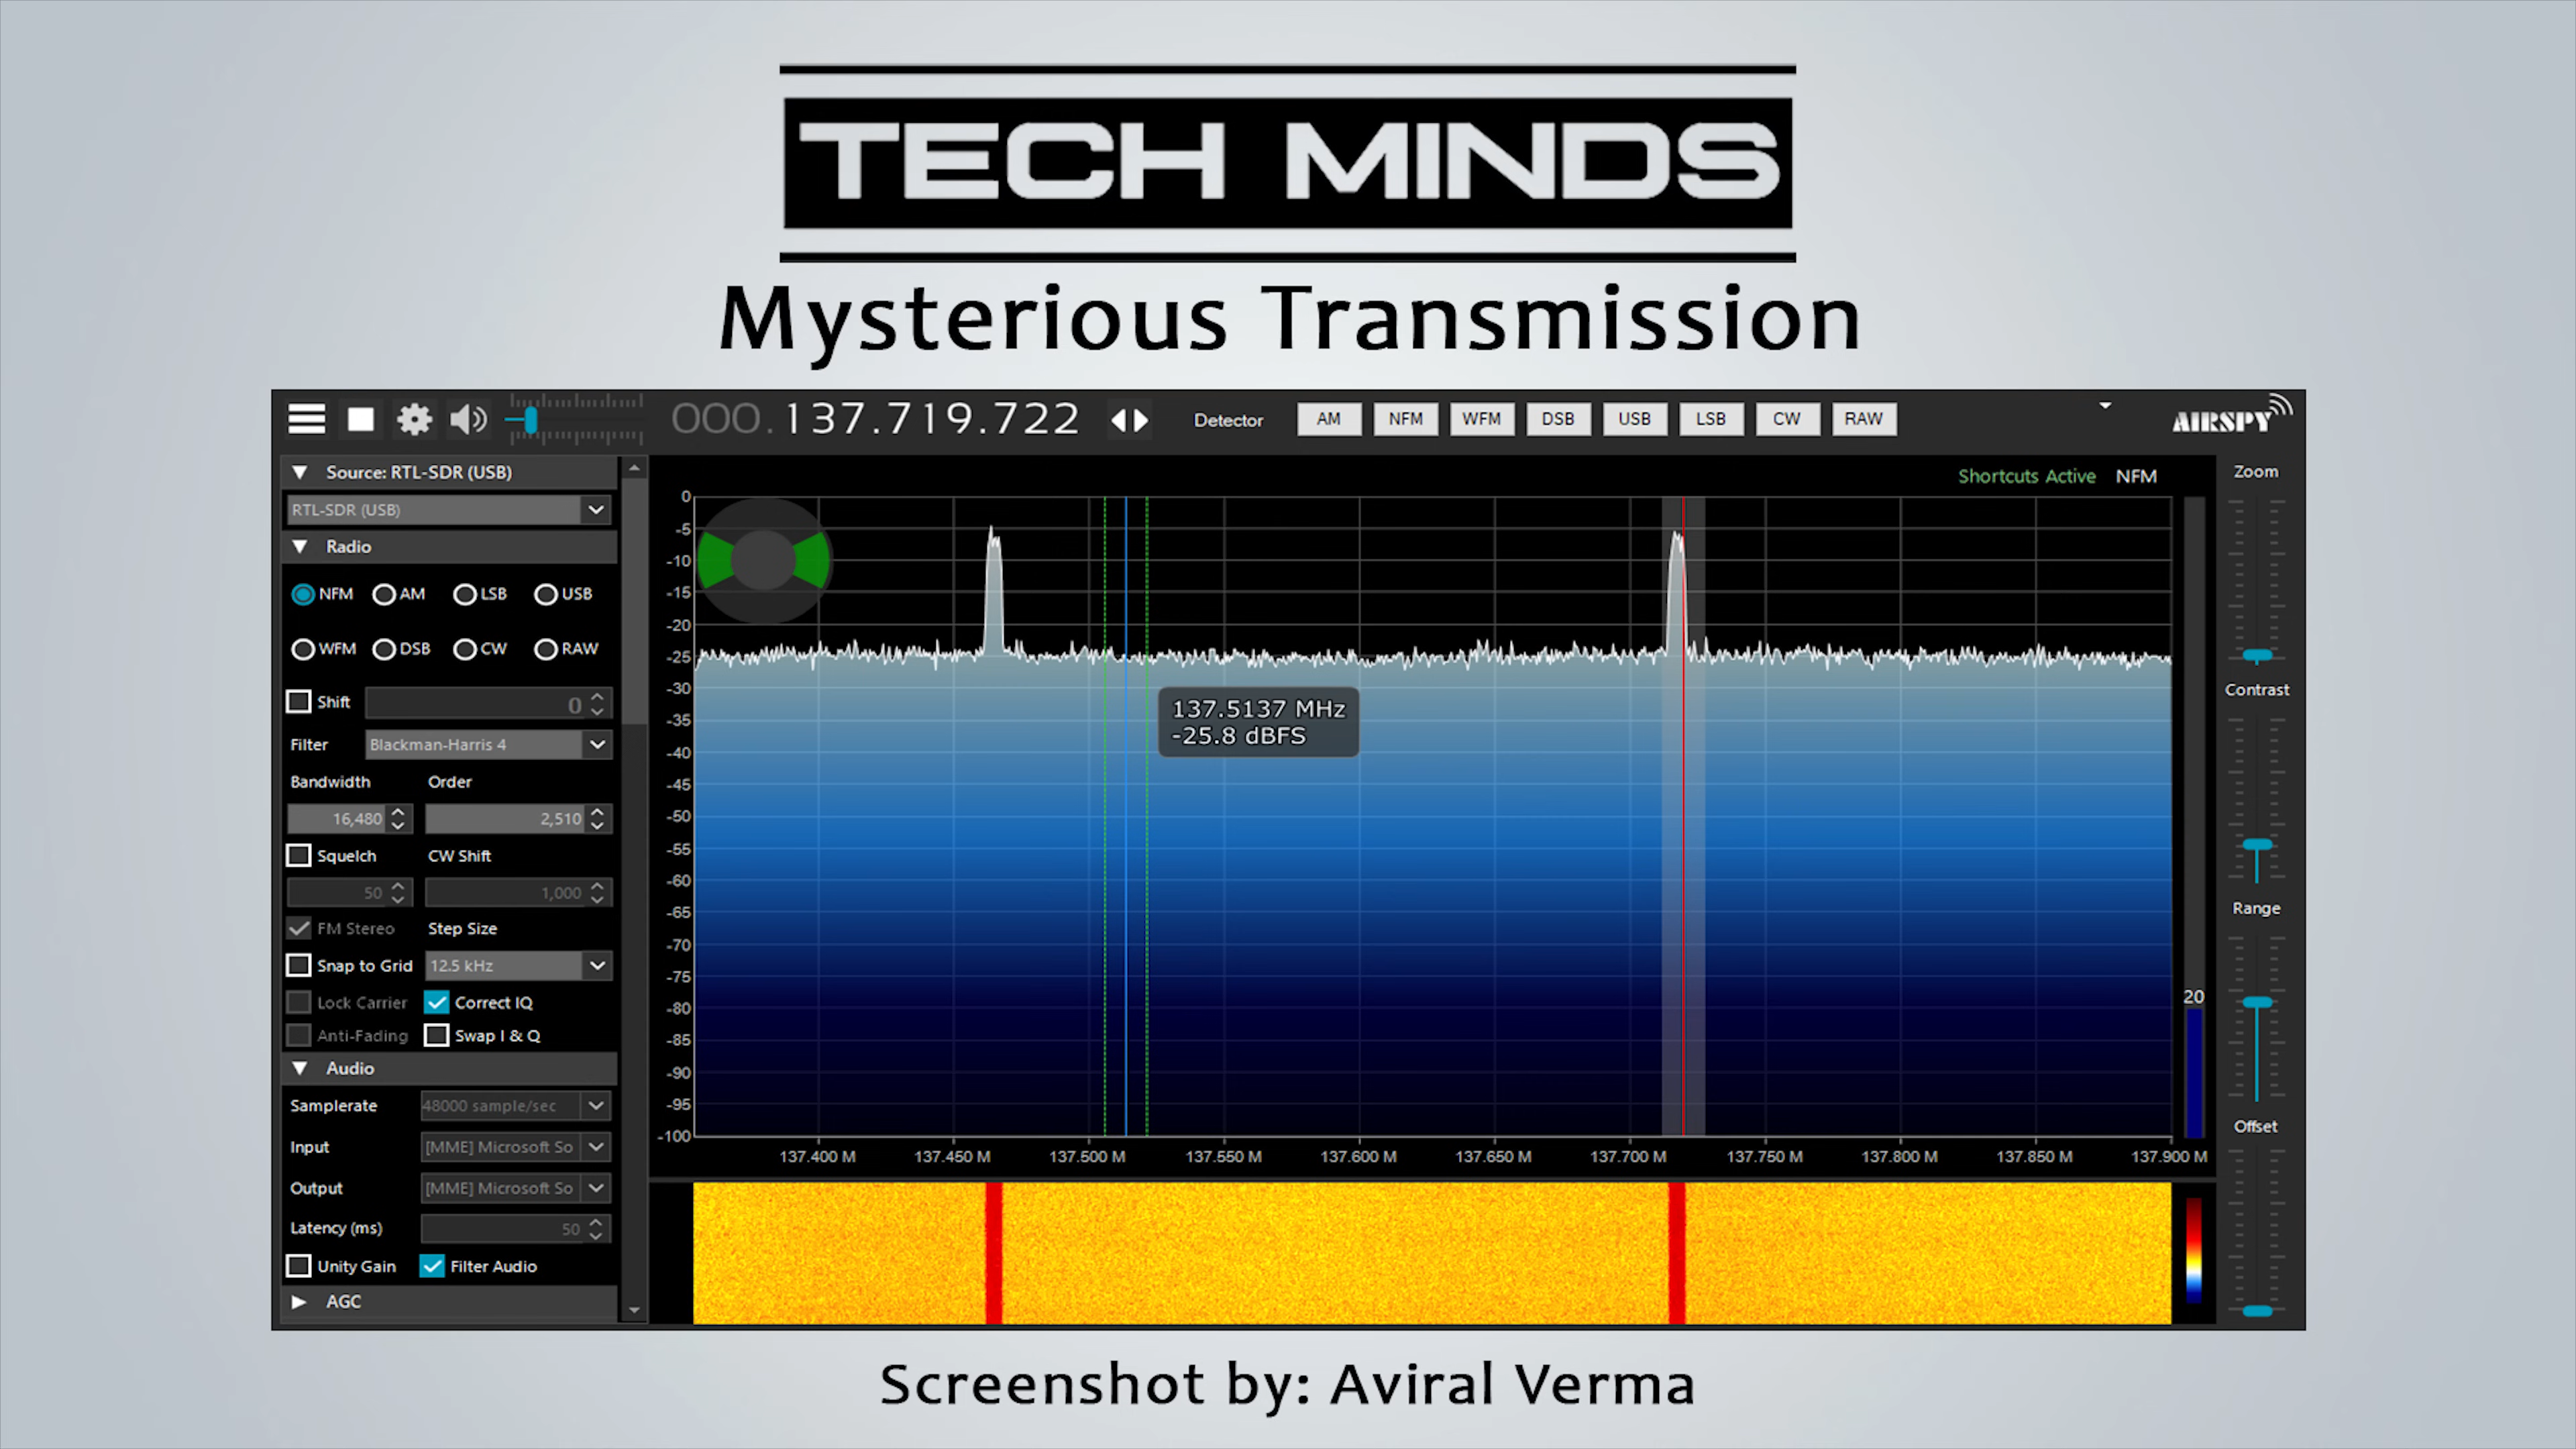 TECH MINDS
Mysterious Transmission
000.137.719.722
Detector
AM NFM WFM DSB USB LSB CW RAW
AIRSPY
Source: RTL-SDR (USB)
RTL-SDR (USB)
Radio
NFM AM LSB USB
WFM DSB CW RAW
Shift 0
Filter Blackman-Harris 4
Bandwidth Order
16,480 2,510
Squelch CW Shift
50 1,000
FM Stereo Step Size
Snap to Grid 12.5 kHz
Lock Carrier Correct IQ
Anti-Fading Swap I & Q
Audio
Samplerate 48000 sample/sec
Input [MME] Microsoft So
Output [MME] Microsoft So
Latency (ms) 50
Unity Gain Filter Audio
AGC
Shortcuts Active NFM
0
-5
-10
-15
-20
-25
-30
-35
-40
-45
-50
-55
-60
-65
-70
-75
-80
-85
-90
-95
-100
137.5137 MHz
-25.8 dBFS
137.400 M 137.450 M 137.500 M 137.550 M 137.600 M 137.650 M 137.700 M 137.750 M 137.800 M 137.850 M 137.900 M
20
Zoom
Contrast
Range
Offset
Screenshot by: Aviral Verma